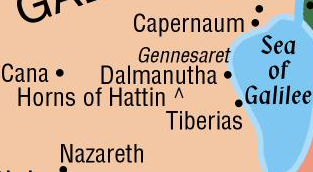 Capernaum
Gennesaret
Sea
of
Galilee
Cana
Dalmanutha
Horns of Hattin ^
Tiberias
Nazareth